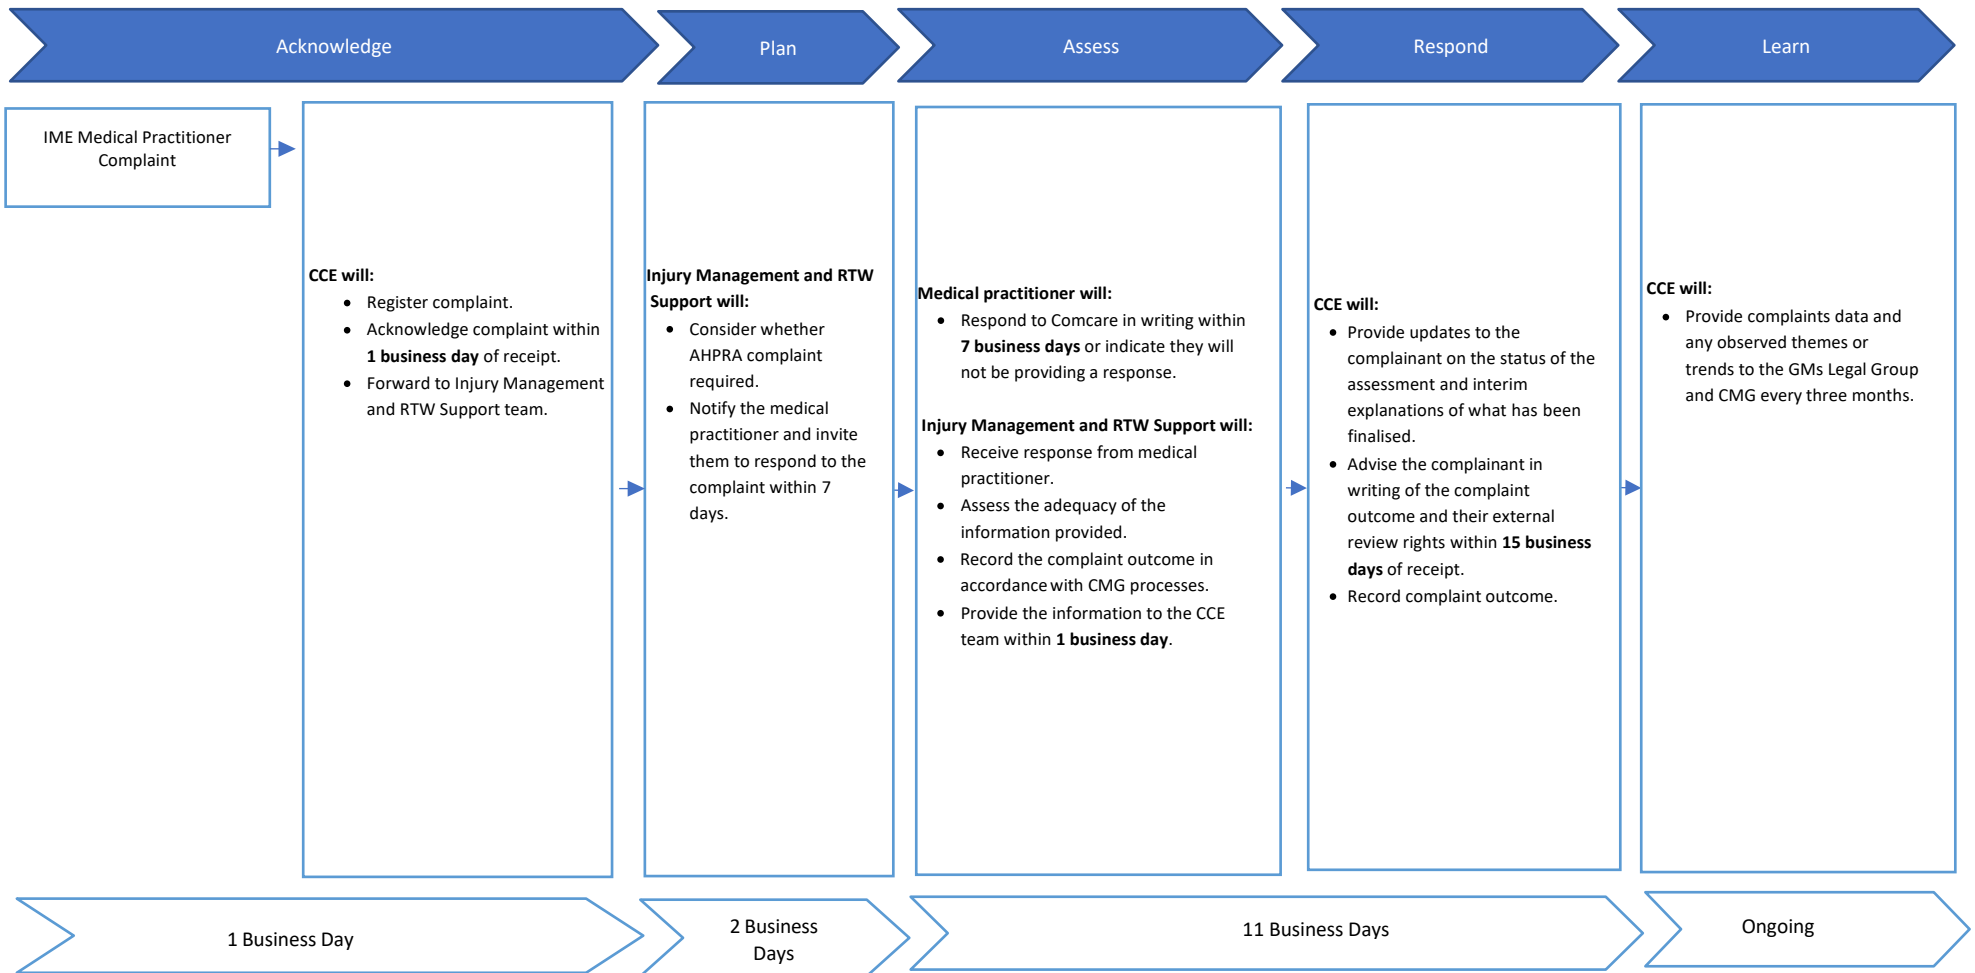 Acknowledge
Plan
Assess
Respond
Learn
IME Medical Practitioner
Complaint
CCE will:
• Register complaint.
• Acknowledge complaint within
1 business day of receipt.
• Forward to Injury Management
and RTW Support team.
Injury Management and RTW
Support will:
• Consider whether
AHPRA complaint
required.
• Notify the medical
practitioner and invite
them to respond to the
complaint within 7
days.
Medical practitioner will:
• Respond to Comcare in writing within
7 business days or indicate they will
not be providing a response.
Injury Management and RTW Support will:
• Receive response from medical
practitioner.
• Assess the adequacy of the
information provided.
• Record the complaint outcome in
accordance with CMG processes.
• Provide the information to the CCE
team within 1 business day.
CCE will:
• Provide updates to the
complainant on the status of the
assessment and interim
explanations of what has been
finalised.
• Advise the complainant in
writing of the complaint
outcome and their external
review rights within 15 business
days of receipt.
• Record complaint outcome.
CCE will:
• Provide complaints data and
any observed themes or
trends to the GMs Legal Group
and CMG every three months.
1 Business Day
2 Business
Days
11 Business Days
Ongoing